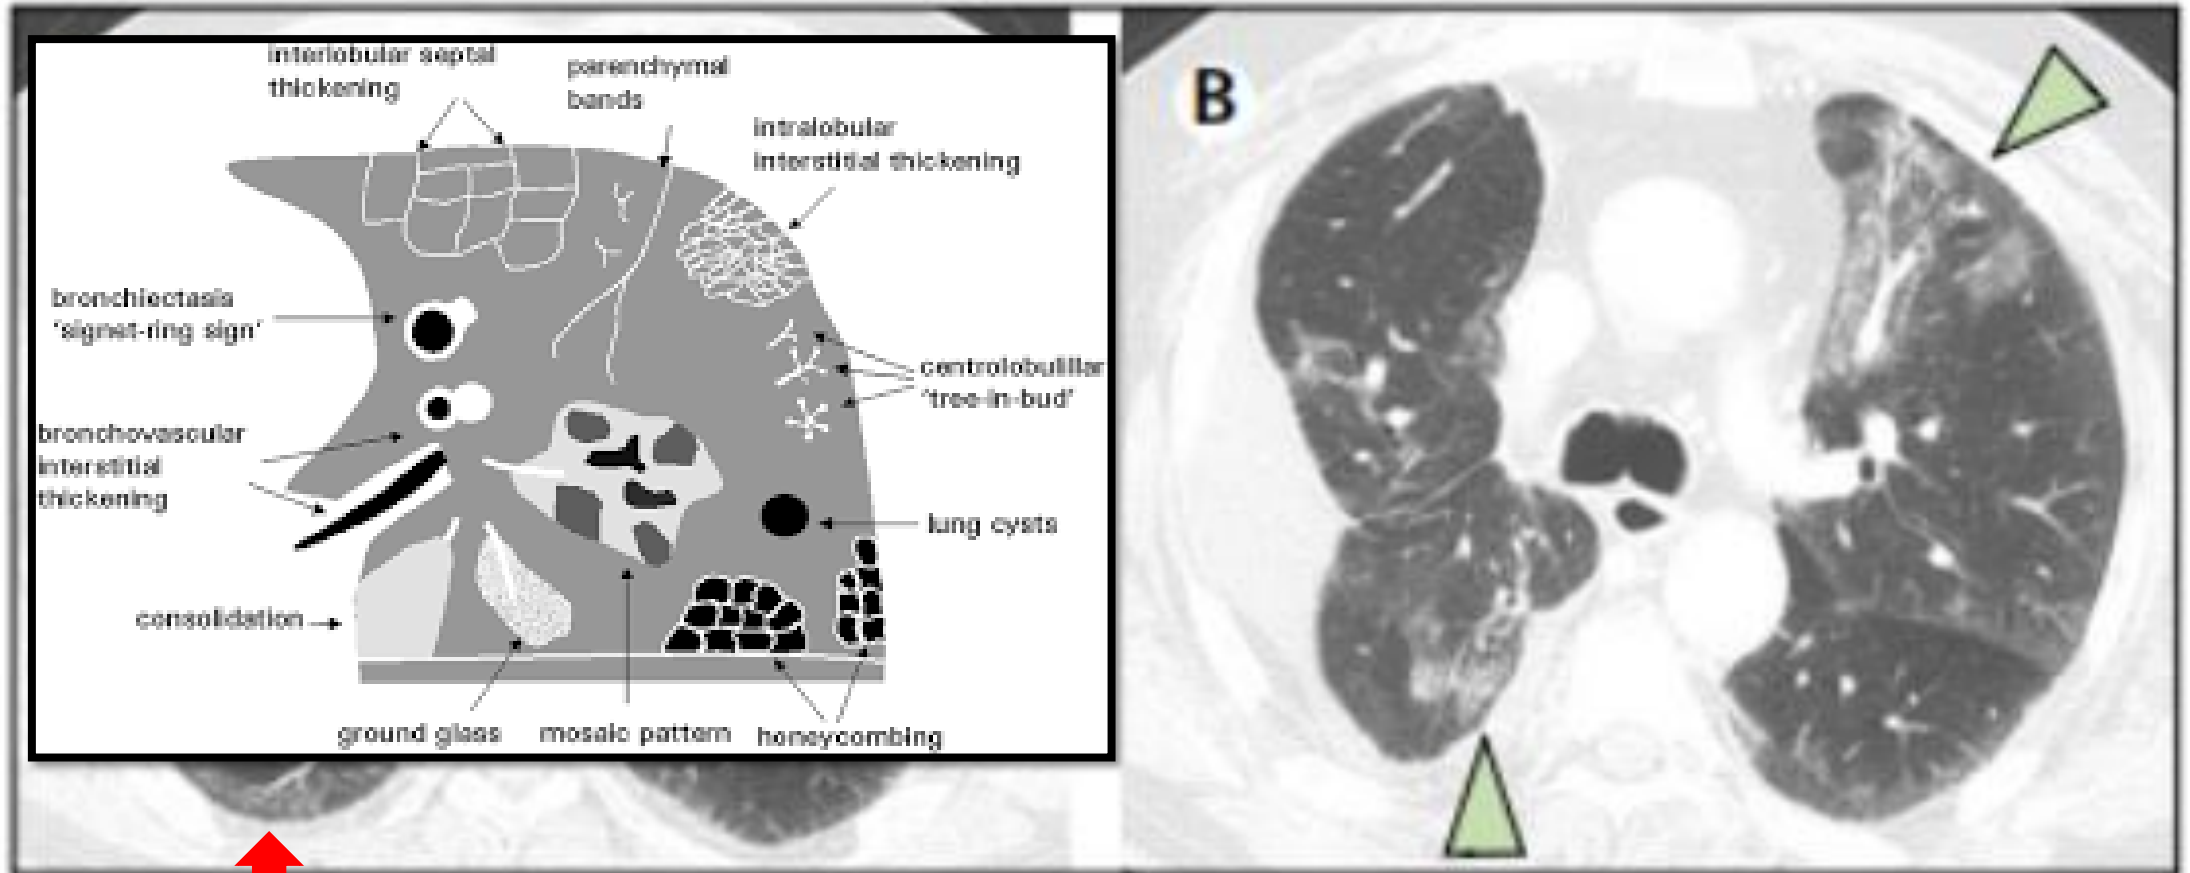 interlobular septal
thickening
parenchymal
bands
intralobular
interstitial thickening
bronchiectasis
'signet-ring sign'
centrolobulillar
'tree-in-bud'
bronchovascular
interstitial
thickening
lung cysts
consolidation
ground glass
mosaic pattern
honeycombing
B